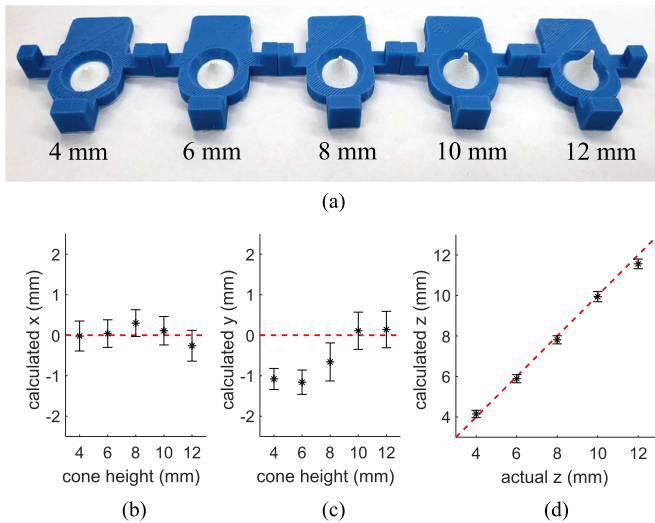 4 mm 6 mm 8 mm 10 mm 12 mm
(a)
calculated x (mm)
2
1
0
-1
-2
4 6 8 10 12
cone height (mm)
(b)
calculated y (mm)
2
1
0
-1
-2
4 6 8 10 12
cone height (mm)
(c)
calculated z (mm)
12
10
8
6
4
4 6 8 10 12
actual z (mm)
(d)